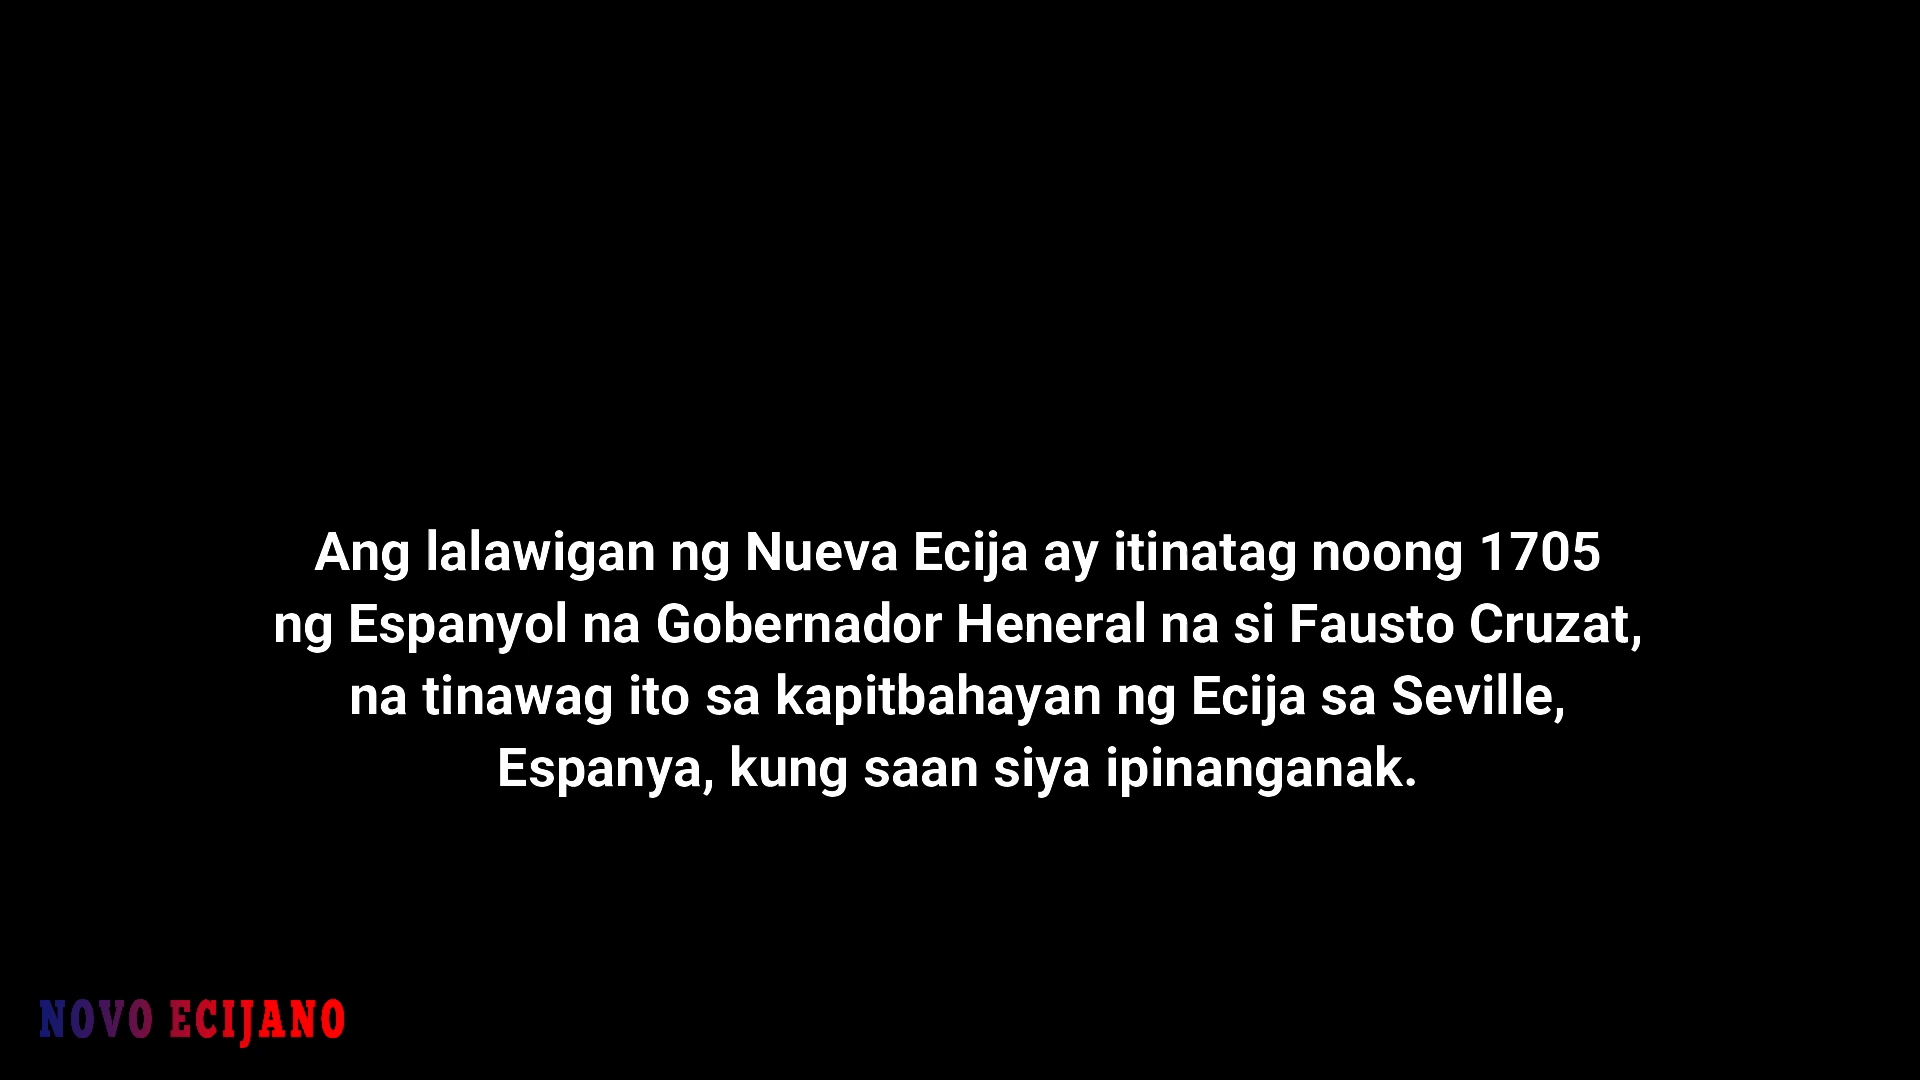 Ang lalawigan ng Nueva Ecija ay itinatag noong 1705
ng Espanyol na Gobernador Heneral na si Fausto Cruzat,
na tinawag ito sa kapitbahayan ng Ecija sa Seville,
Espanya, kung saan siya ipinanganak.
NOVO ECIJANO